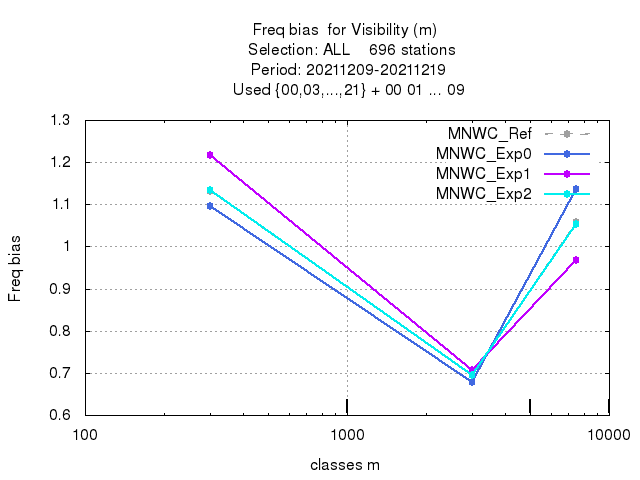 Freq bias  for Visibility (m)
Selection: ALL    696 stations
Period: 20211209-20211219
Used {00,03,...,21} + 00 01 ... 09
1.3
1.2
1.1
1
0.9
0.8
0.7
0.6
Freq bias
MNWC_Ref
MNWC_Exp0
MNWC_Exp1
MNWC_Exp2
100
1000
10000
classes m